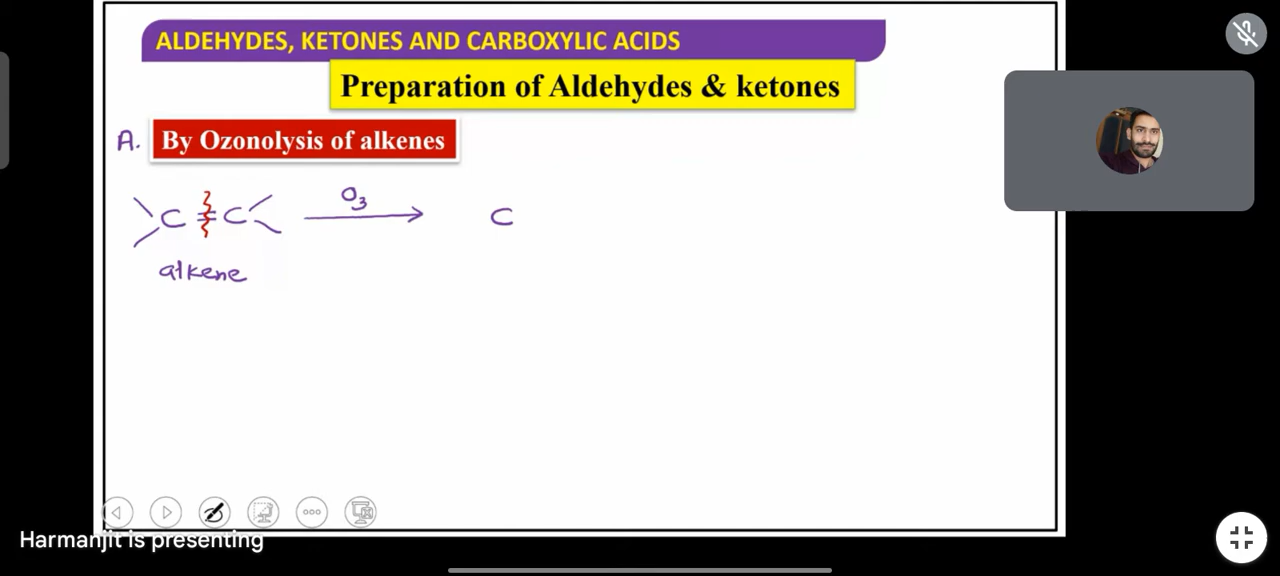 ALDEHYDES, KETONES AND CARBOXYLIC ACIDS
Preparation of Aldehydes & ketones
A. By Ozonolysis of alkenes
C = C O3 C
alkene
Harmanjit is presenting